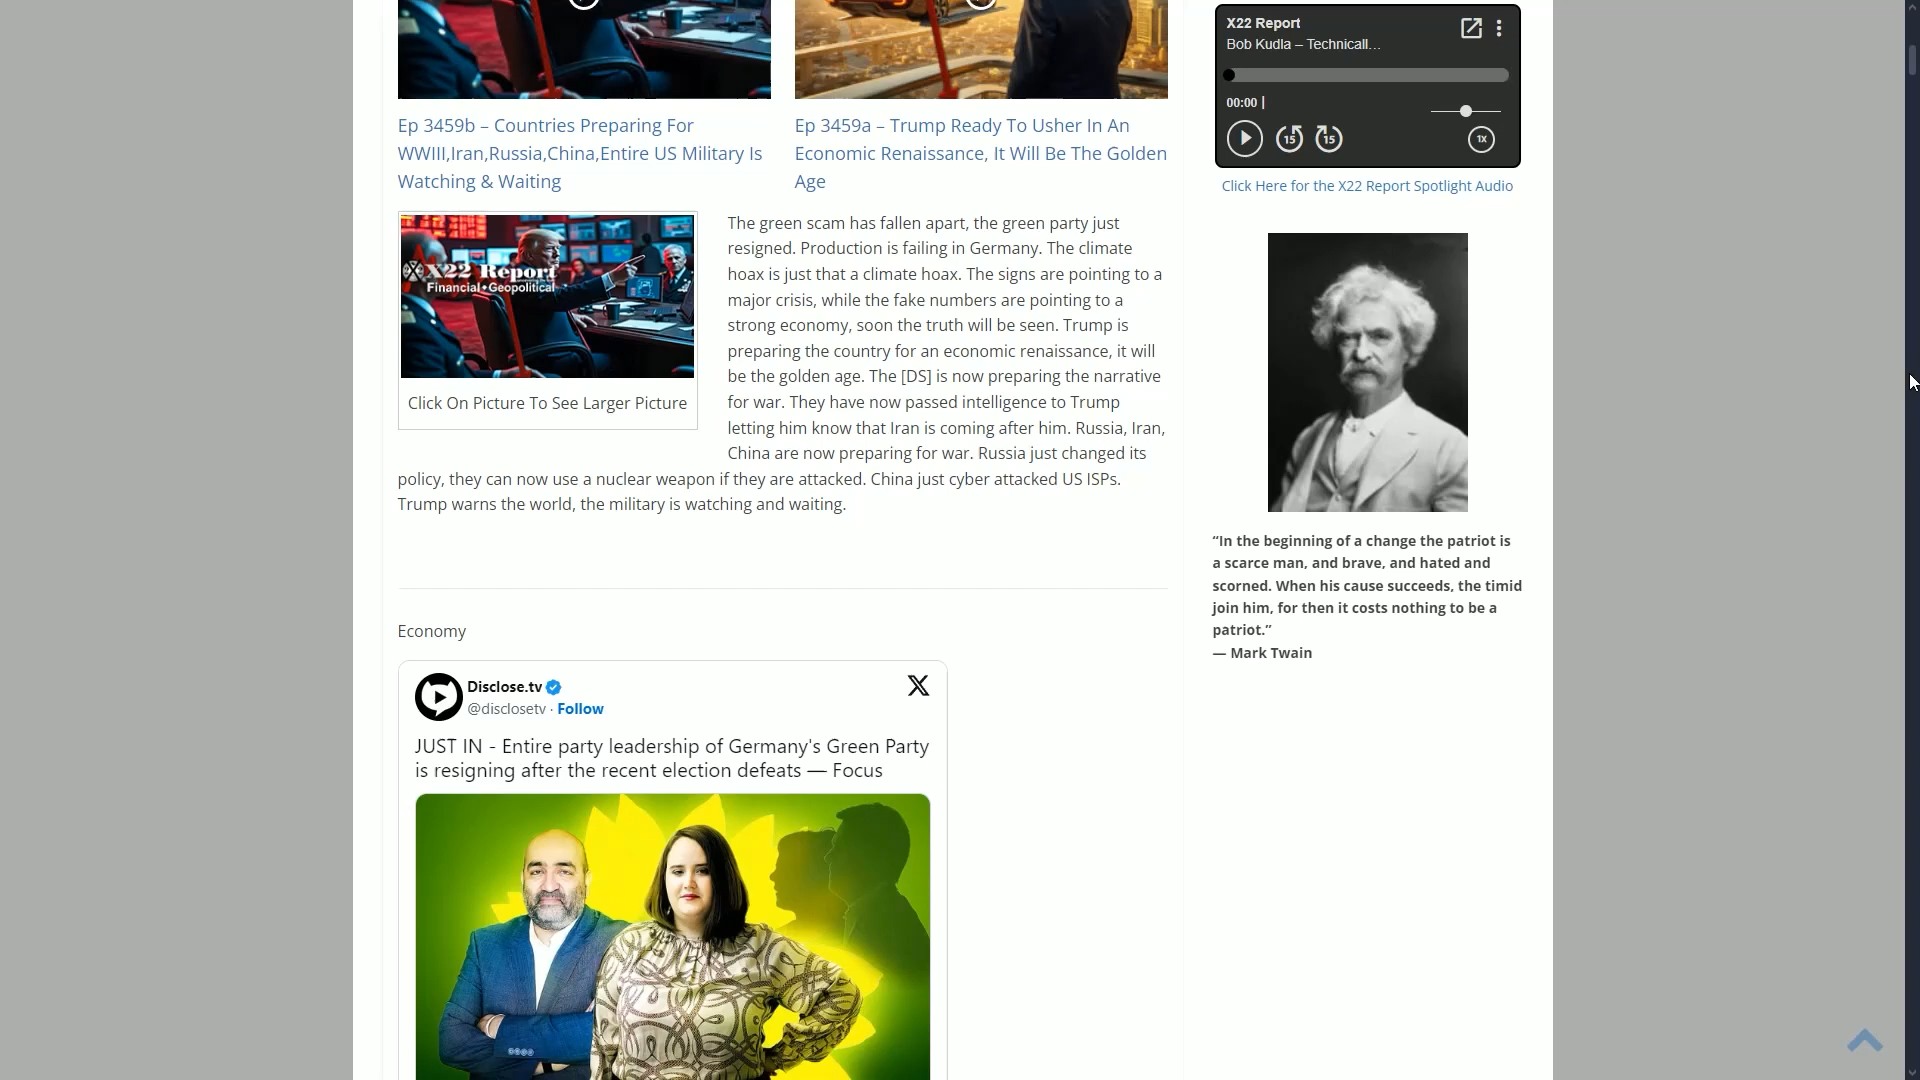 Ep 3459b – Countries Preparing For
WWIII,Iran,Russia,China,Entire US Military Is
Watching & Waiting
Ep 3459a – Trump Ready To Usher In An
Economic Renaissance, It Will Be The Golden
Age
X22 Report
Financial•Geopolitical
Click On Picture To See Larger Picture
The green scam has fallen apart, the green party just
resigned. Production is failing in Germany. The climate
hoax is just that a climate hoax. The signs are pointing to a
major crisis, while the fake numbers are pointing to a
strong economy, soon the truth will be seen. Trump is
preparing the country for an economic renaissance, it will
be the golden age. The [DS] is now preparing the narrative
for war. They have now passed intelligence to Trump
letting him know that Iran is coming after him. Russia, Iran,
China are now preparing for war. Russia just changed its
policy, they can now use a nuclear weapon if they are attacked. China just cyber attacked US ISPs.
Trump warns the world, the military is watching and waiting.
Economy
Disclose.tv
@disclosetv · Follow
JUST IN - Entire party leadership of Germany's Green Party
is resigning after the recent election defeats — Focus
X22 Report
Bob Kudla – Technicall...
00:00 |
15
15
1X
Click Here for the X22 Report Spotlight Audio
“In the beginning of a change the patriot is
a scarce man, and brave, and hated and
scorned. When his cause succeeds, the timid
join him, for then it costs nothing to be a
patriot.”
— Mark Twain